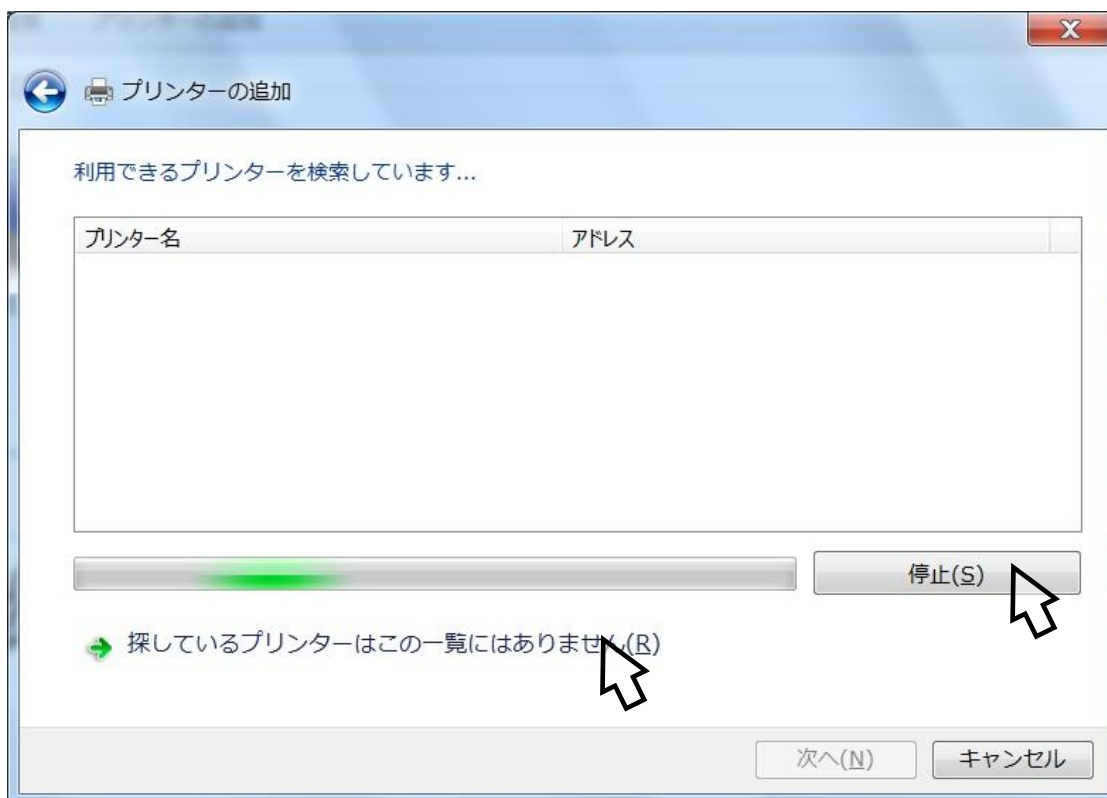 プリンターの追加
利用できるプリンターを検索しています...
プリンター名 アドレス
停止(S)
探しているプリンターはこの一覧にはありません(R)
次へ(N) キャンセル